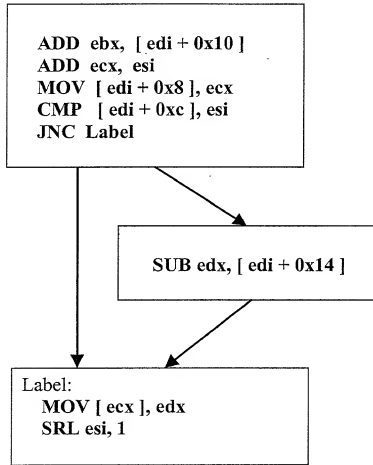 ADD ebx, [ edi + 0x10 ]
ADD ecx, esi
MOV [ edi + 0x8 ], ecx
CMP [ edi + 0xc ], esi
JNC Label
SUB edx, [ edi + 0x14 ]
Label:
MOV [ ecx ], edx
SRL esi, 1